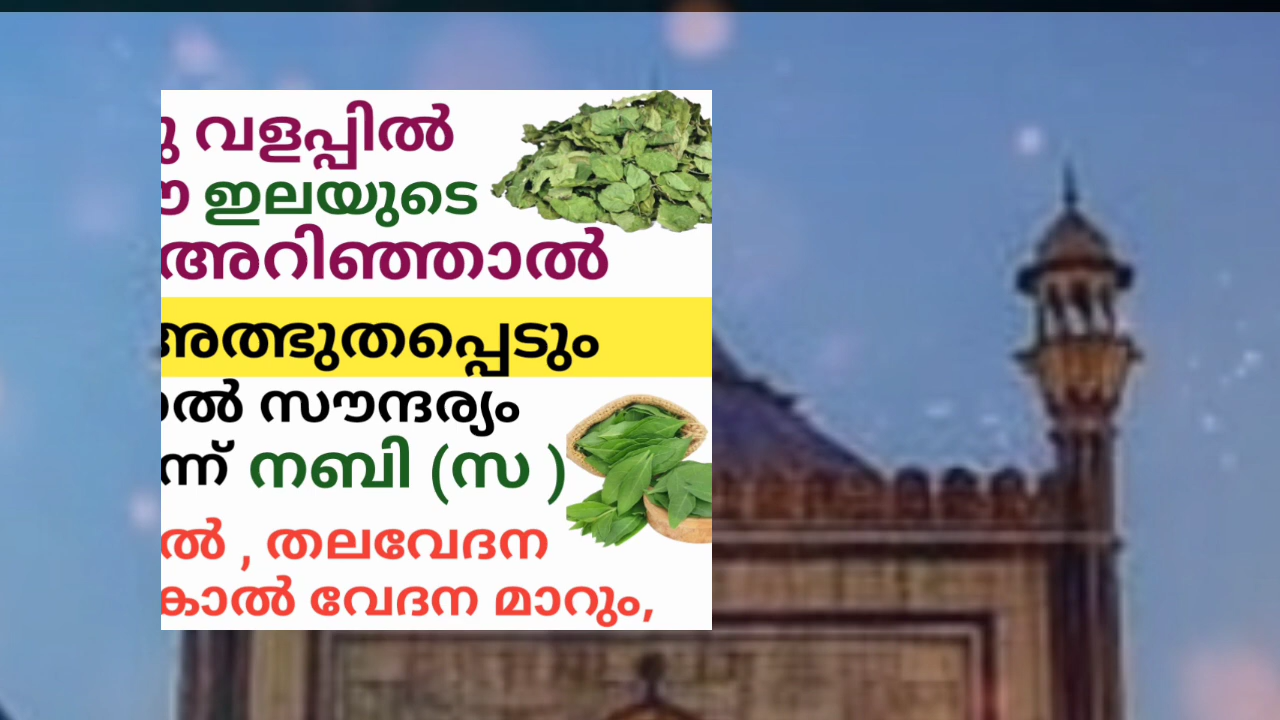 വളപ്പിൽ
ഇലയുടെ
അറിഞ്ഞാൽ
അത്ഭുതപ്പെടും
സൗന്ദര്യം
നബി (സ )
, തലവേദന
കാൽ വേദന മാറും,